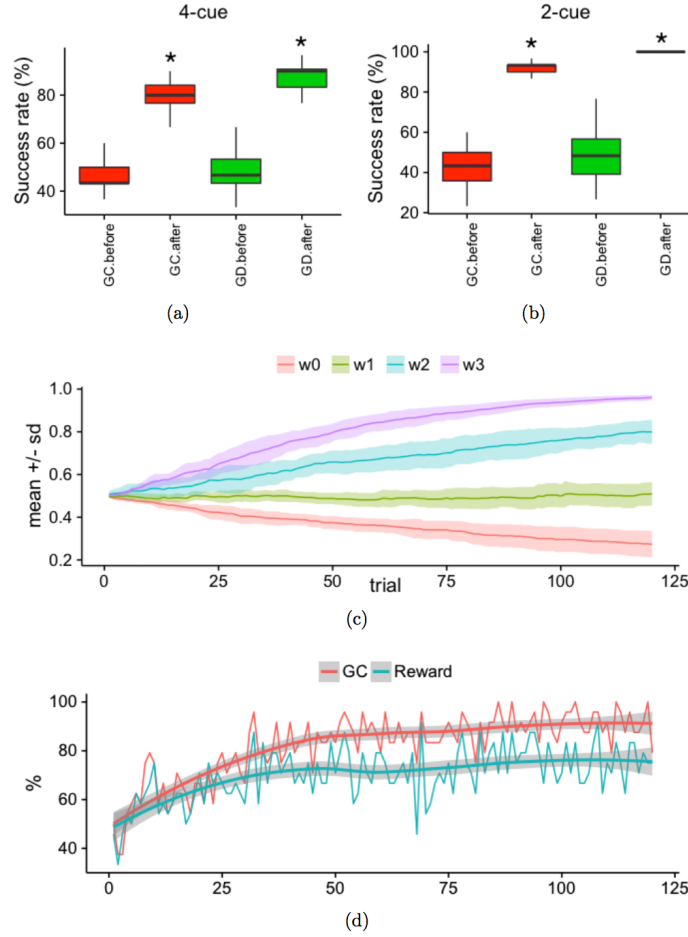 4-cue
2-cue
Success rate (%)
80
60
40
* *
GC.before
GC.after
GD.before
GD.after
Success rate (%)
100
80
60
40
20
* *
GC.before
GC.after
GD.before
GD.after
(a)
(b)
w0 w1 w2 w3
mean +/- sd
1.0
0.8
0.6
0.4
0.2
0 25 50 75 100 125
trial
(c)
GC Reward
%
100
80
60
40
0 25 50 75 100 125
(d)